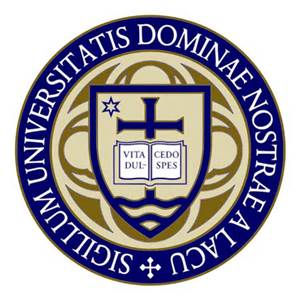 SIGILLUM UNIVERSITATIS DOMINAE NOSTRAE A LACU
VITA CEDO
DUL- SPES